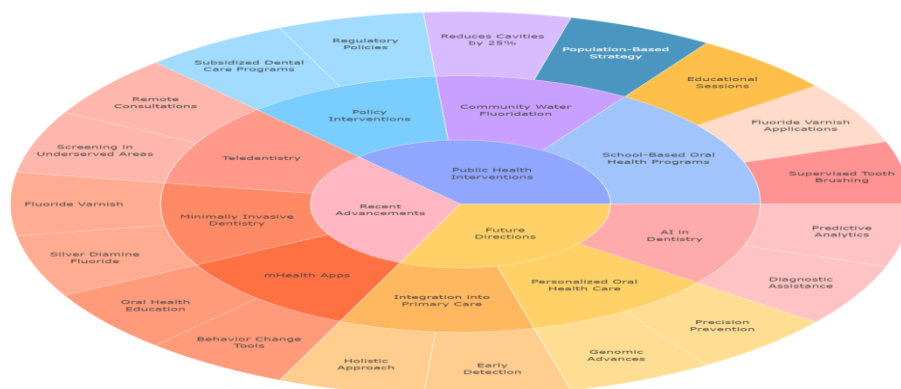 Public Health
Interventions
Recent
Advancements
Future
Directions
School-Based Oral
Health Programs
Community Water
Fluoridation
Policy
Interventions
Teledentistry
Minimally Invasive
Dentistry
mHealth Apps
Integration into
Primary Care
Personalized Oral
Health Care
AI in
Dentistry
Supervised Tooth
Brushing
Fluoride Varnish
Applications
Educational
Sessions
Population-Based
Strategy
Reduces Cavities
by 25%
Regulatory
Policies
Subsidized Dental
Care Programs
Remote
Consultations
Screening in
Underserved Areas
Fluoride Varnish
Silver Diamine
Fluoride
Oral Health
Education
Behavior Change
Tools
Holistic
Approach
Early
Detection
Genomic
Advances
Precision
Prevention
Diagnostic
Assistance
Predictive
Analytics